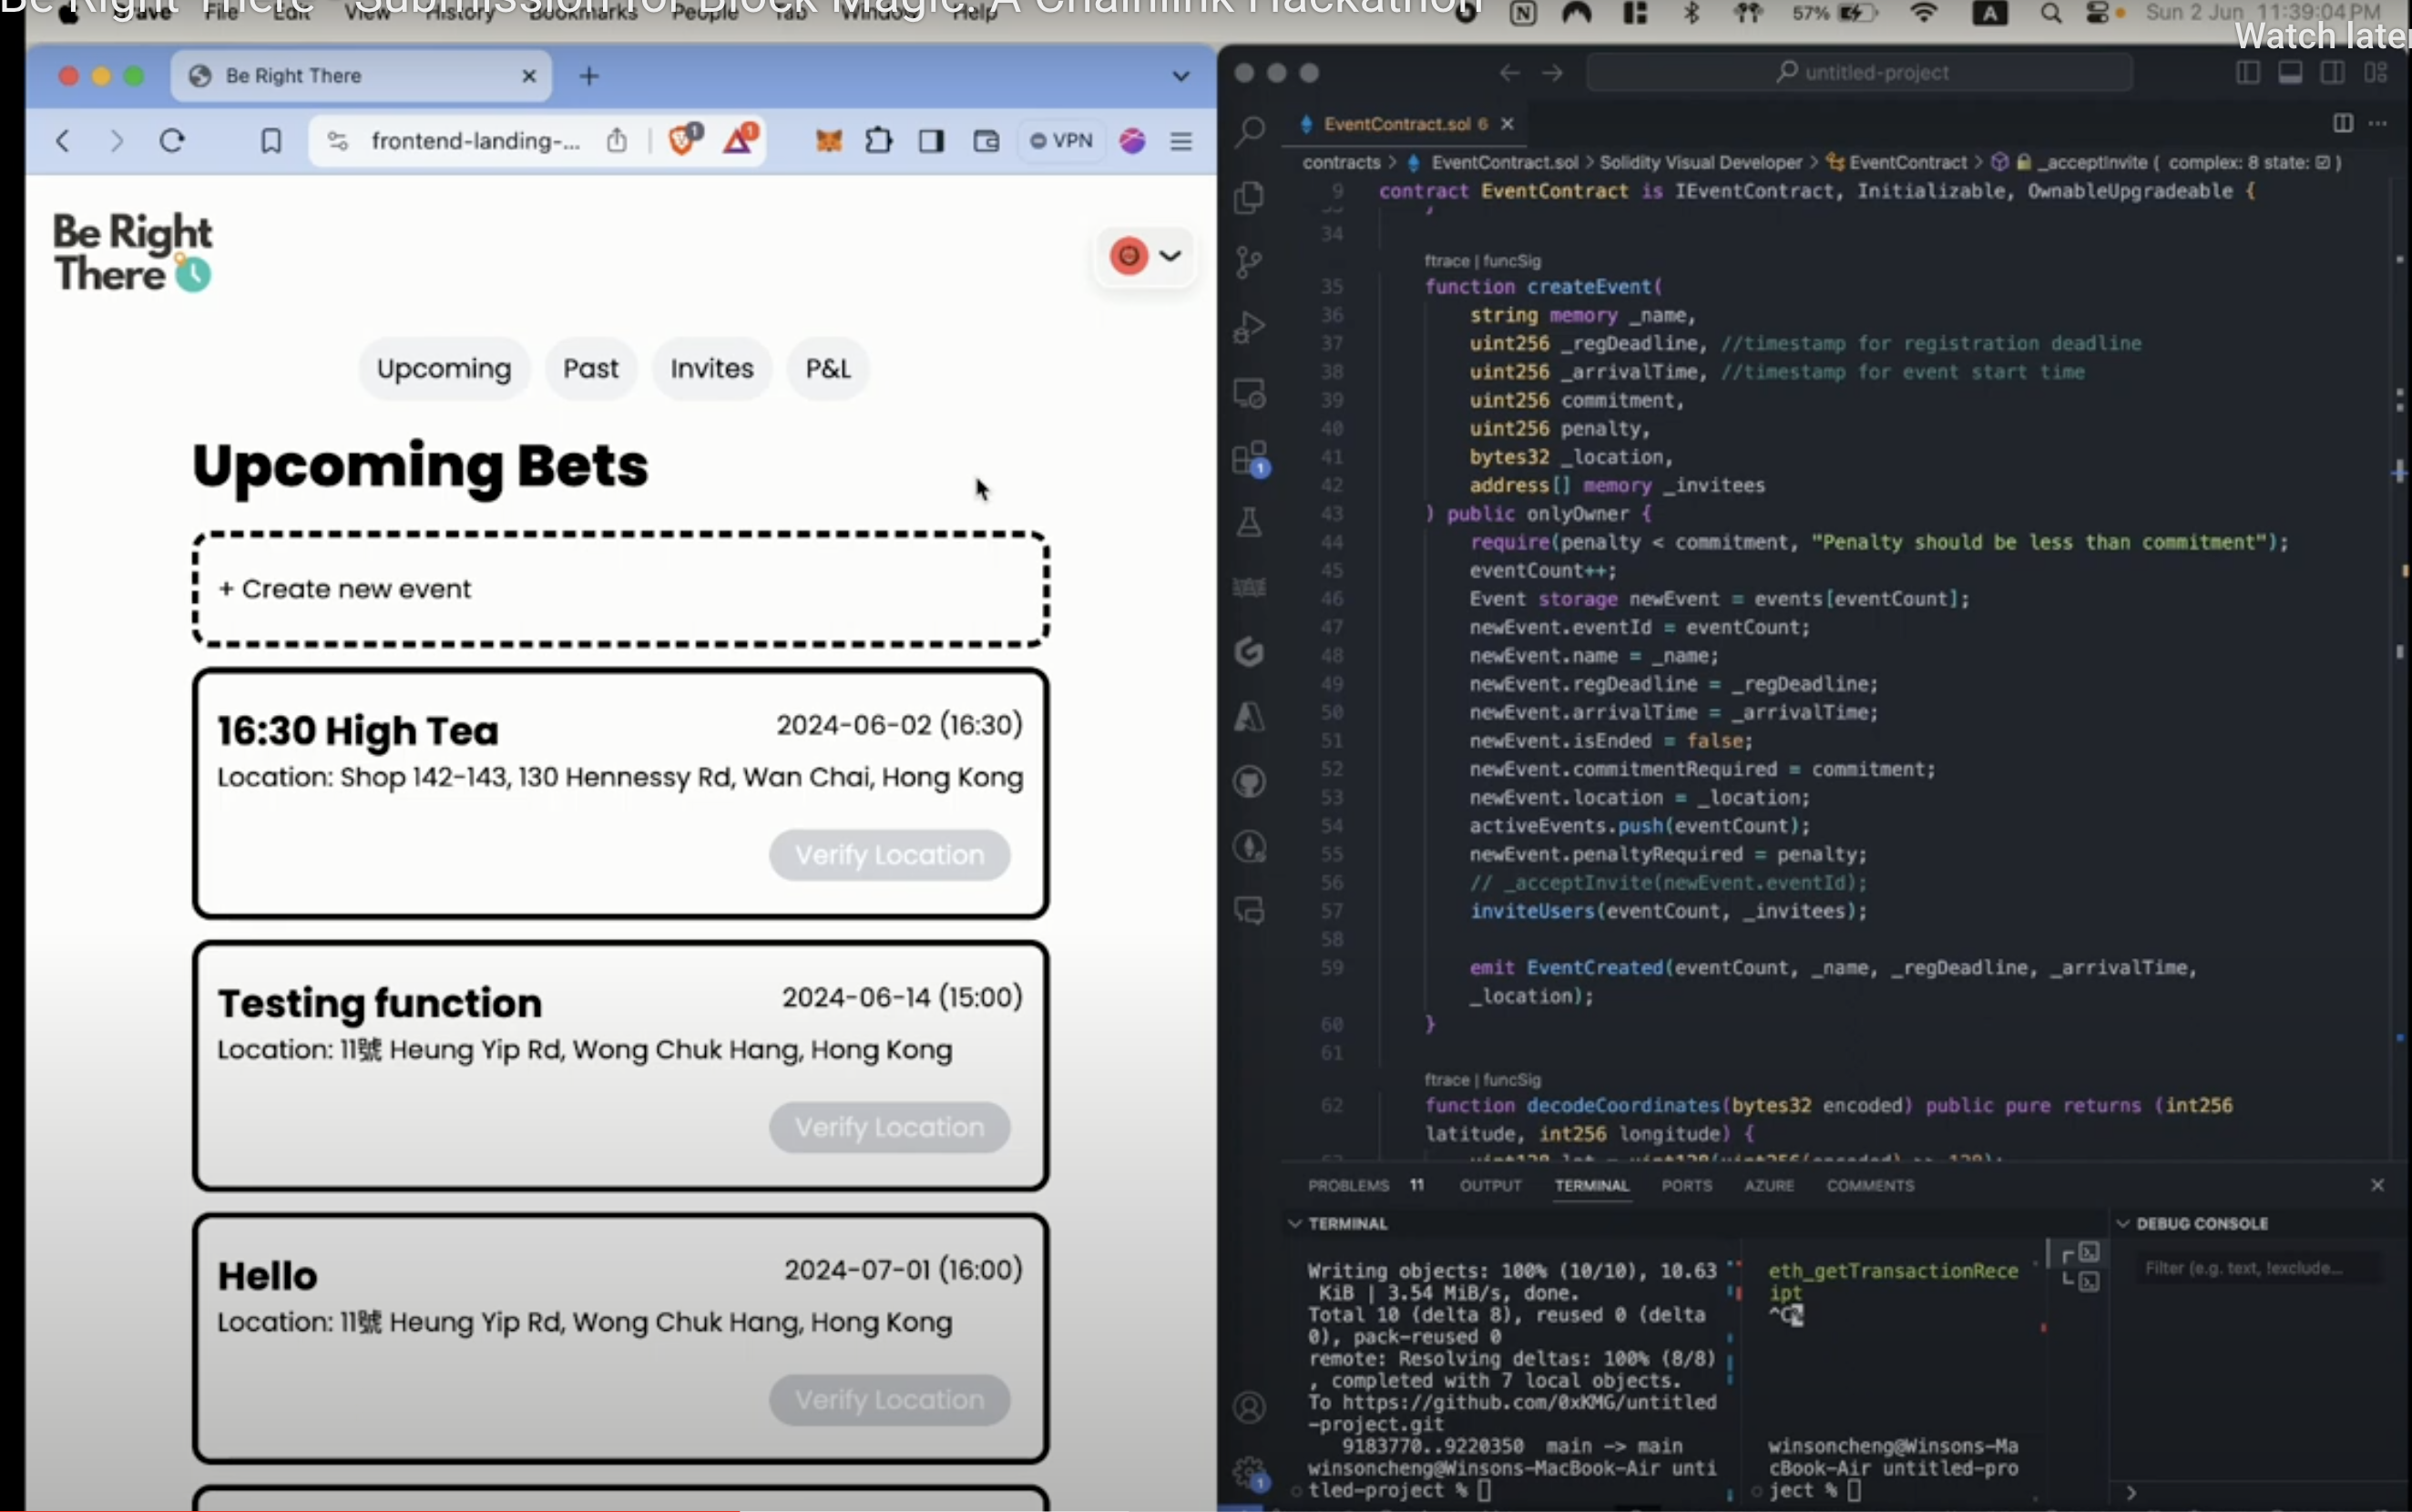 Be Right There - Submission for Block Magic: A Chainlink Hackathon
Brave File Edit View History Bookmarks People Tab Window Help
57%
A
Sun 2 Jun 11:39:04 PM
Watch later
Be Right There
frontend-landing-...
1
1
VPN
Be Right
There
Upcoming
Past
Invites
P&L
Upcoming Bets
+ Create new event
16:30 High Tea
2024-06-02 (16:30)
Location: Shop 142-143, 130 Hennessy Rd, Wan Chai, Hong Kong
Verify Location
Testing function
2024-06-14 (15:00)
Location: 11號 Heung Yip Rd, Wong Chuk Hang, Hong Kong
Verify Location
Hello
2024-07-01 (16:00)
Location: 11號 Heung Yip Rd, Wong Chuk Hang, Hong Kong
Verify Location
untitled-project
EventContract.sol 6
contracts > EventContract.sol > Solidity Visual Developer > EventContract > _acceptInvite ( complex: 8 state: ☑ )
9 contract EventContract is IEventContract, Initializable, OwnableUpgradeable {
34
ftrace | funcSig
35 function createEvent(
36 string memory _name,
37 uint256 _regDeadline, //timestamp for registration deadline
38 uint256 _arrivalTime, //timestamp for event start time
39 uint256 commitment,
40 uint256 penalty,
41 bytes32 _location,
42 address[] memory _invitees
43 ) public onlyOwner {
44 require(penalty < commitment, "Penalty should be less than commitment");
45 eventCount++;
46 Event storage newEvent = events[eventCount];
47 newEvent.eventId = eventCount;
48 newEvent.name = _name;
49 newEvent.regDeadline = _regDeadline;
50 newEvent.arrivalTime = _arrivalTime;
51 newEvent.isEnded = false;
52 newEvent.commitmentRequired = commitment;
53 newEvent.location = _location;
54 activeEvents.push(eventCount);
55 newEvent.penaltyRequired = penalty;
56 // _acceptInvite(newEvent.eventId);
57 inviteUsers(eventCount, _invitees);
58
59 emit EventCreated(eventCount, _name, _regDeadline, _arrivalTime,
_location);
60 }
61
ftrace | funcSig
62 function decodeCoordinates(bytes32 encoded) public pure returns (int256
latitude, int256 longitude) {
63 uint128 lat = uint128(uint256(encoded) >> 128);
1
1
PROBLEMS 11 OUTPUT TERMINAL PORTS AZURE COMMENTS
TERMINAL
Writing objects: 100% (10/10), 10.63
KiB | 3.54 MiB/s, done.
Total 10 (delta 8), reused 0 (delta
0), pack-reused 0
remote: Resolving deltas: 100% (8/8)
, completed with 7 local objects.
To https://github.com/0xKMG/untitled
-project.git
9183770..9220350 main -> main
winsoncheng@Winsons-MacBook-Air unti
tled-project %
eth_getTransactionRece
ipt
^C
winsoncheng@Winsons-Ma
cBook-Air untitled-pro
ject %
DEBUG CONSOLE
Filter (e.g. text, !exclude...